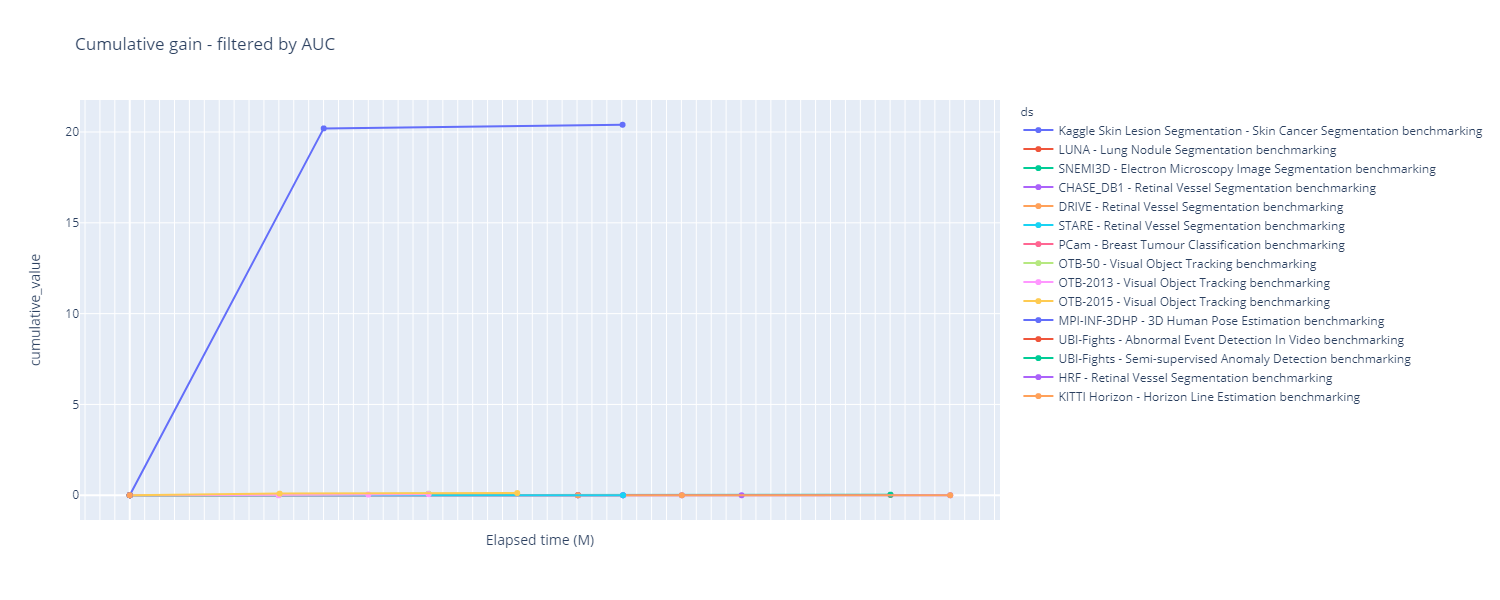 Cumulative gain - filtered by AUC
20
15
10
5
0
cumulative_value
Elapsed time (M)
ds
Kaggle Skin Lesion Segmentation - Skin Cancer Segmentation benchmarking
LUNA - Lung Nodule Segmentation benchmarking
SNEMI3D - Electron Microscopy Image Segmentation benchmarking
CHASE_DB1 - Retinal Vessel Segmentation benchmarking
DRIVE - Retinal Vessel Segmentation benchmarking
STARE - Retinal Vessel Segmentation benchmarking
PCam - Breast Tumour Classification benchmarking
OTB-50 - Visual Object Tracking benchmarking
OTB-2013 - Visual Object Tracking benchmarking
OTB-2015 - Visual Object Tracking benchmarking
MPI-INF-3DHP - 3D Human Pose Estimation benchmarking
UBI-Fights - Abnormal Event Detection In Video benchmarking
UBI-Fights - Semi-supervised Anomaly Detection benchmarking
HRF - Retinal Vessel Segmentation benchmarking
KITTI Horizon - Horizon Line Estimation benchmarking